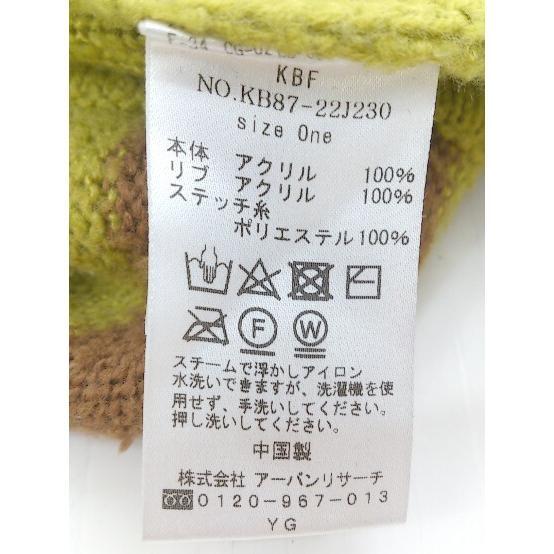 KBF
NO.KB87-22J230
size One
本体 アクリル 100%
リブ アクリル 100%
ステッチ糸
ポリエステル100%
F W
スチームで浮かしアイロン
水洗いできますが、洗濯機を使
用せず、手洗いしてください。
押し洗いしてください。
中国製
株式会社 アーバンリサーチ
0120-967-013
YG